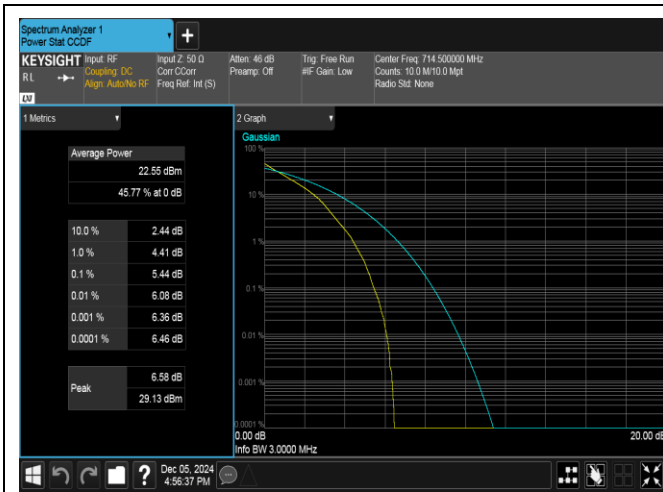 Spectrum Analyzer 1
Power Stat CCDF
+
KEYSIGHT
RL
LXI
Input: RF
Coupling: DC
Align: Auto/No RF
Input Z: 50 Ω
Corr CCorr
Freq Ref: Int (S)
Atten: 46 dB
Preamp: Off
Trig: Free Run
#IF Gain: Low
Center Freq: 714.500000 MHz
Counts: 10.0 M/10.0 Mpt
Radio Std: None
1 Metrics
Average Power
22.55 dBm
45.77 % at 0 dB
10.0 % 2.44 dB
1.0 % 4.41 dB
0.1 % 5.44 dB
0.01 % 6.08 dB
0.001 % 6.36 dB
0.0001 % 6.46 dB
Peak
6.58 dB
29.13 dBm
2 Graph
Gaussian
100 %
10 %
1 %
0.1 %
0.01 %
0.001 %
0.0001 %
0.00 dB
20.00 dB
Info BW 3.0000 MHz
?
Dec 05, 2024
4:56:37 PM